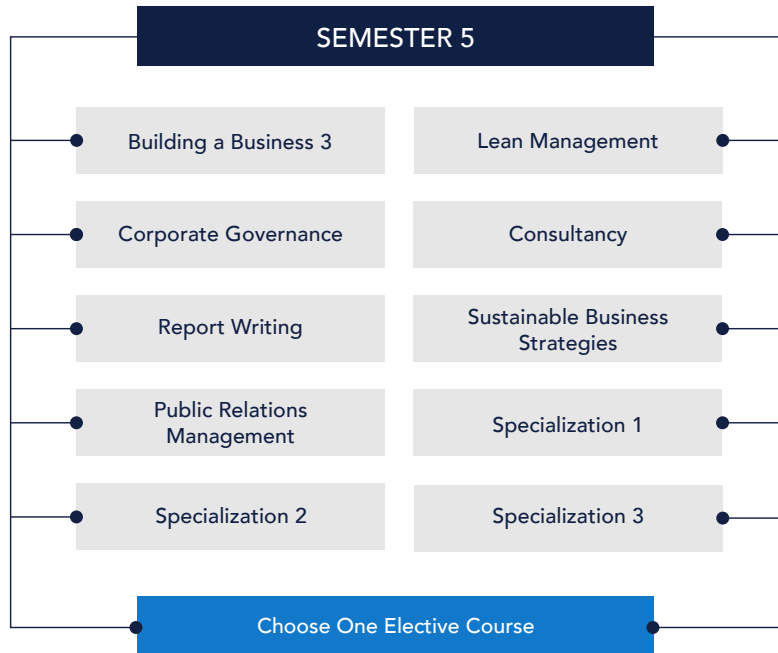 SEMESTER 5
Building a Business 3
Lean Management
Corporate Governance
Consultancy
Report Writing
Sustainable Business
Strategies
Public Relations
Management
Specialization 1
Specialization 2
Specialization 3
Choose One Elective Course